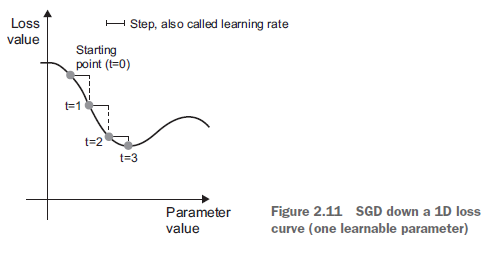 Loss
value
Step, also called learning rate
Starting
point (t=0)
t=1
t=2
t=3
Parameter
value
Figure 2.11 SGD down a 1D loss
curve (one learnable parameter)